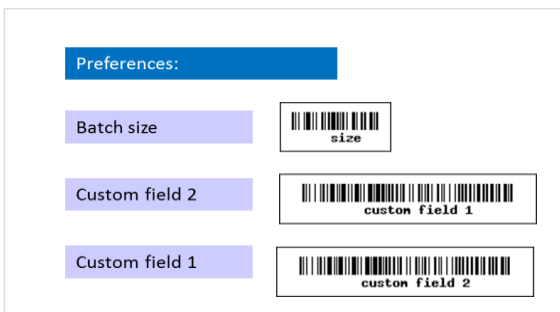 Preferences:
Batch size
size
Custom field 2
custom field 1
Custom field 1
custom field 2